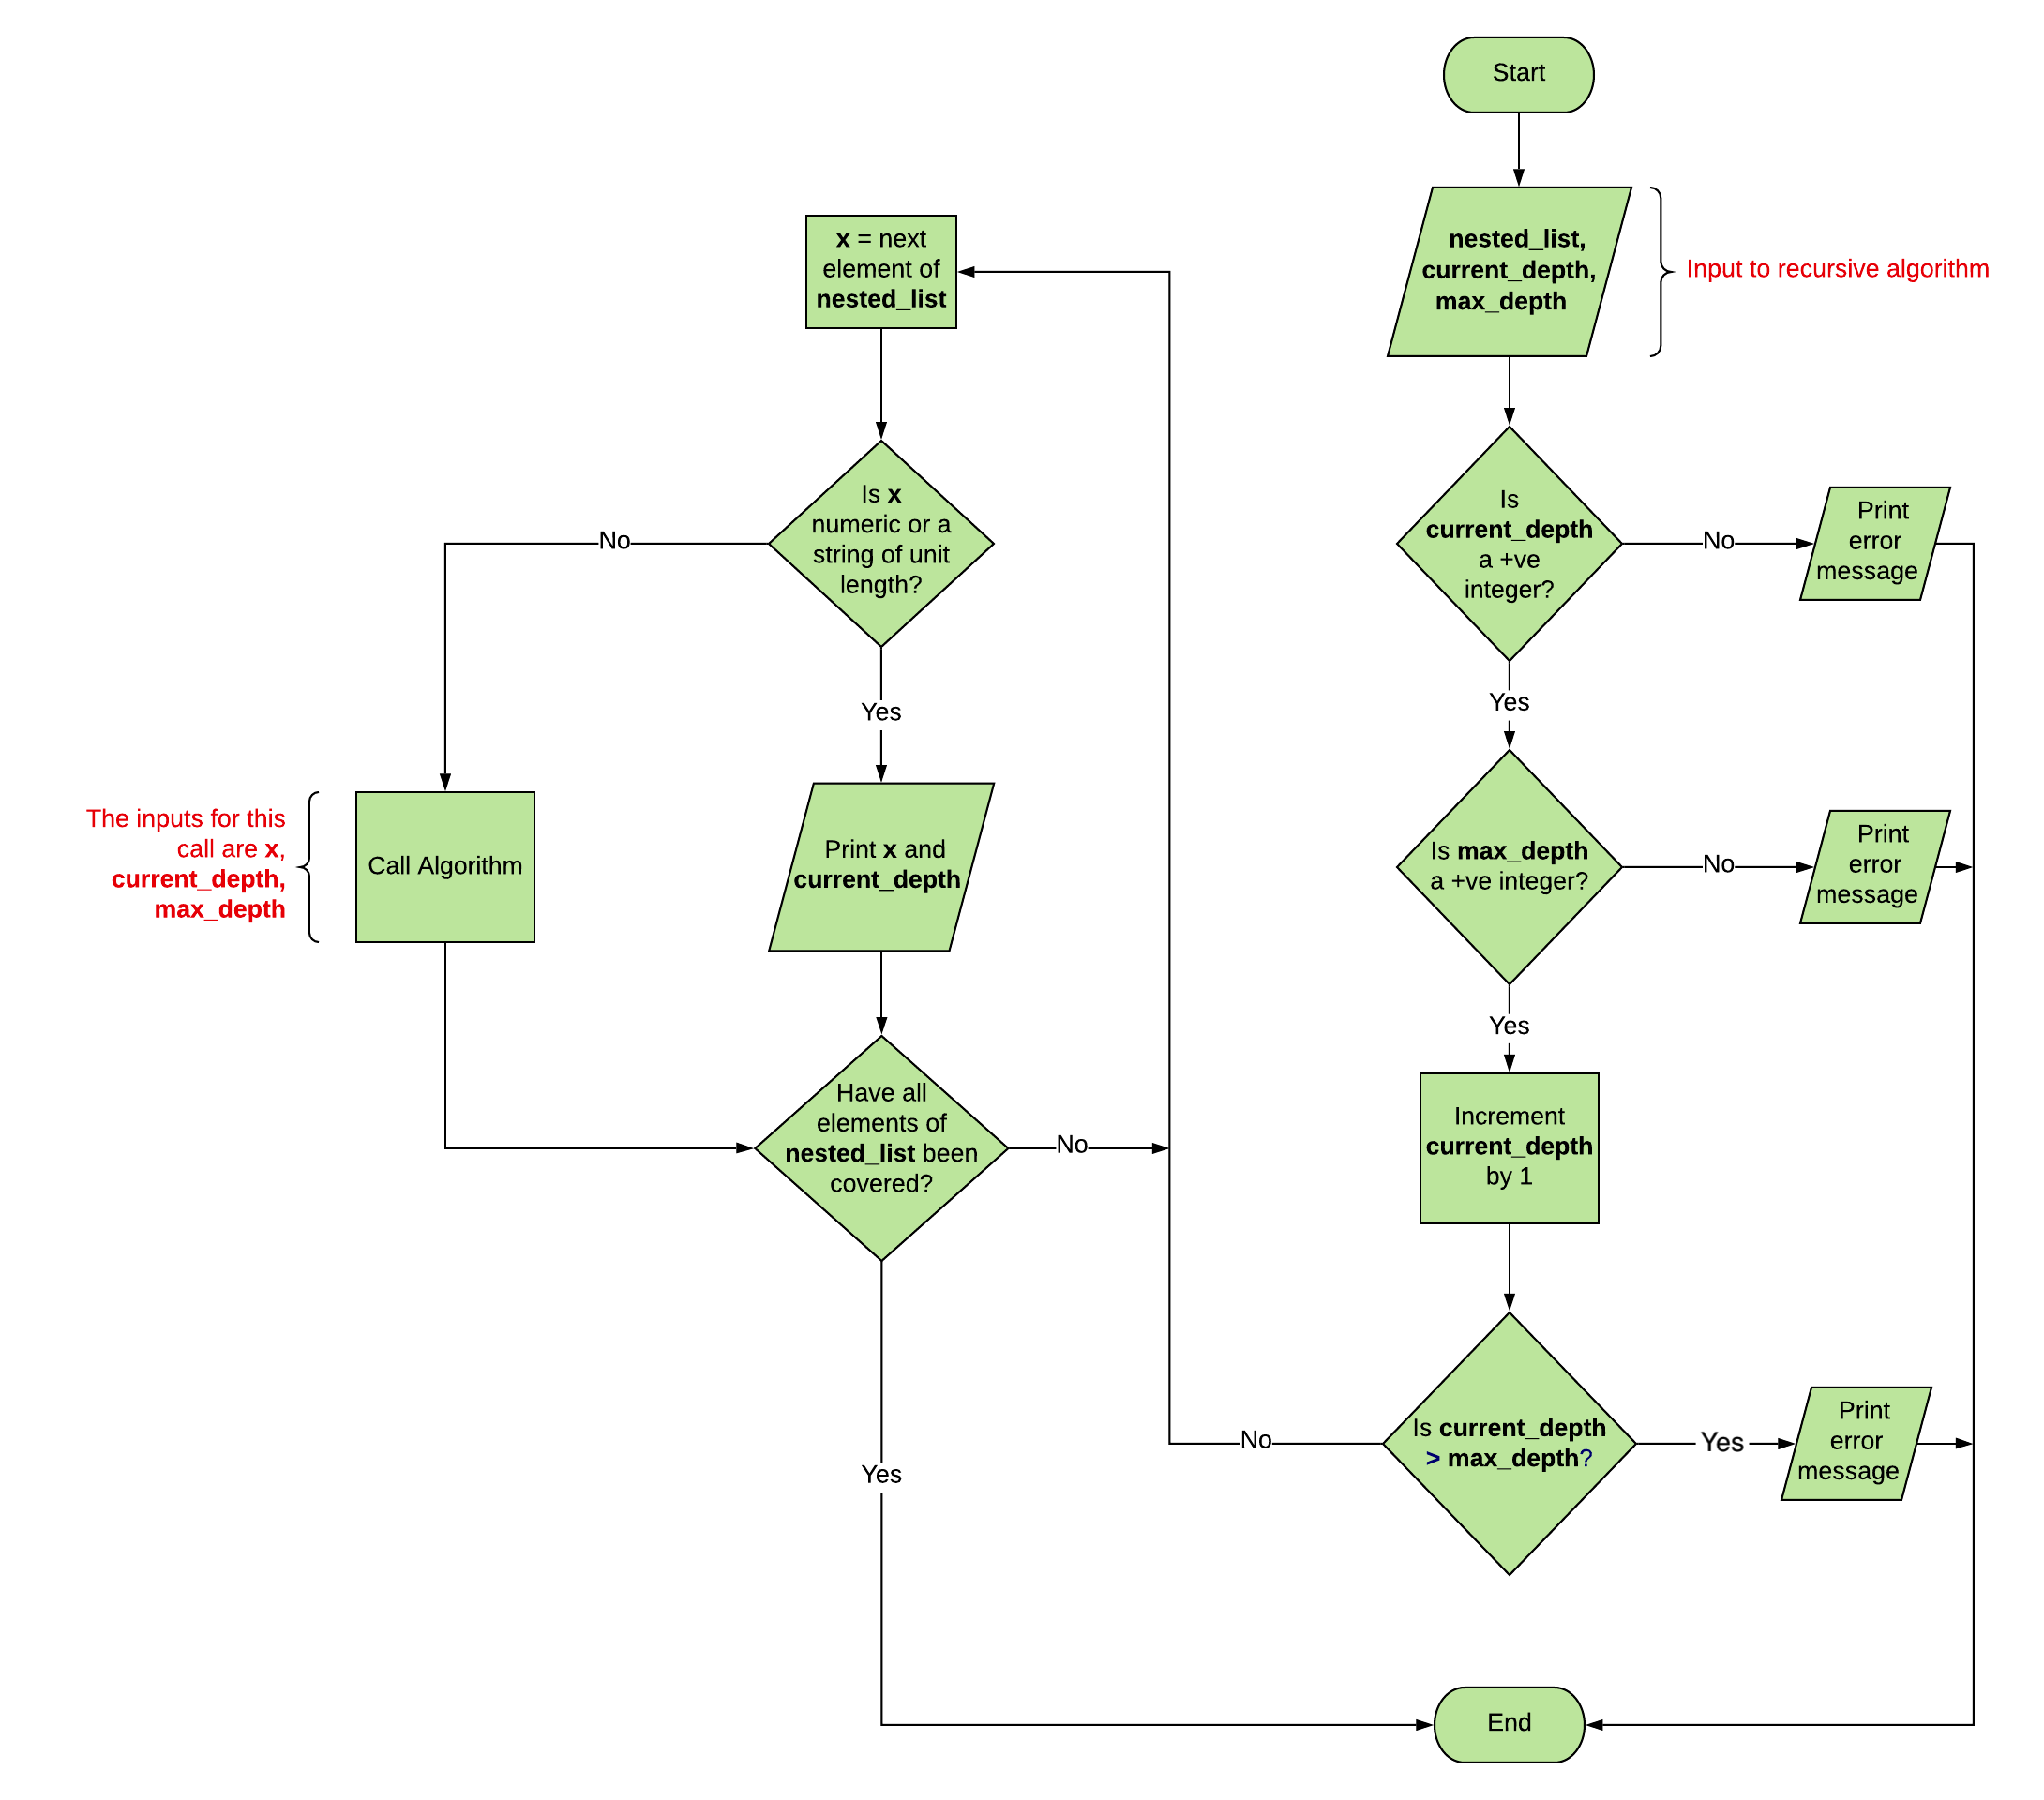 Start
nested_list,
current_depth,
max_depth
Input to recursive algorithm
Is
current_depth
a +ve
integer?
No
Print
error
message
Yes
Is max_depth
a +ve integer?
No
Print
error
message
Yes
Increment
current_depth
by 1
Is current_depth
> max_depth?
Yes
Print
error
message
No
x = next
element of
nested_list
Is x
numeric or a
string of unit
length?
No
Call Algorithm
The inputs for this
call are x,
current_depth,
max_depth
Yes
Print x and
current_depth
Have all
elements of
nested_list been
covered?
No
Yes
End